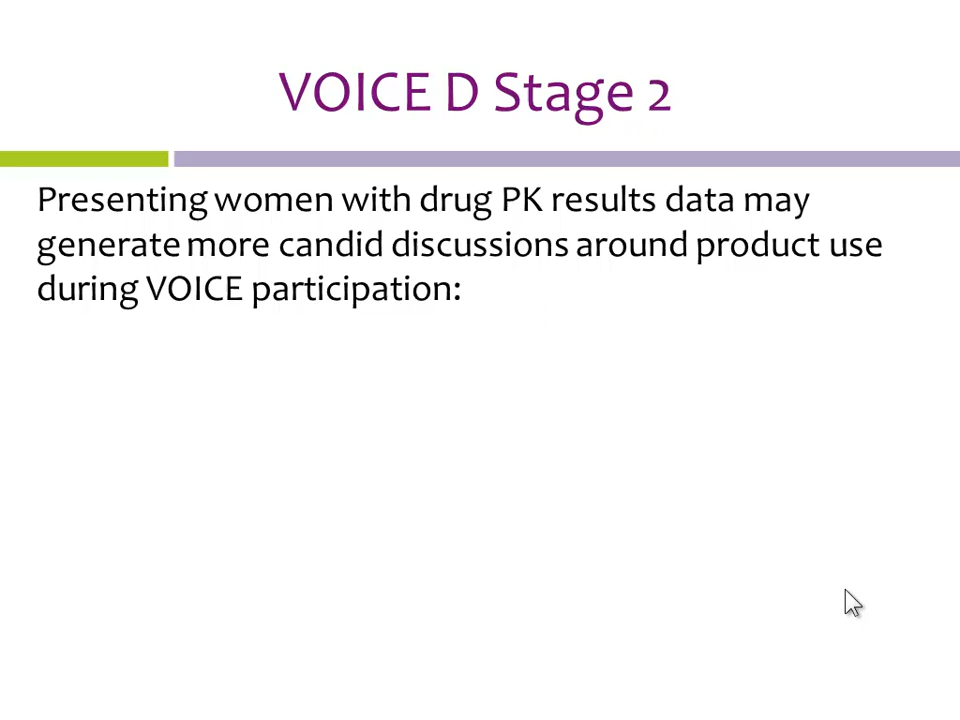 VOICE D Stage 2
Presenting women with drug PK results data may
generate more candid discussions around product use
during VOICE participation: